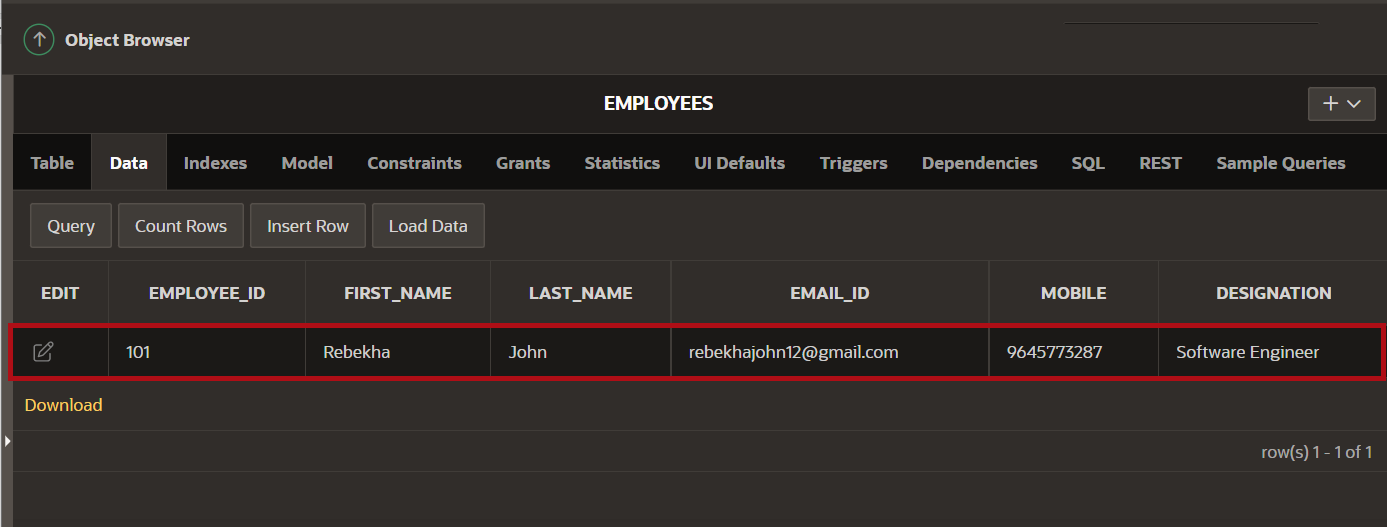 Object Browser
EMPLOYEES
Table Data Indexes Model Constraints Grants Statistics UI Defaults Triggers Dependencies SQL REST Sample Queries
Query Count Rows Insert Row Load Data
EDIT EMPLOYEE_ID FIRST_NAME LAST_NAME EMAIL_ID MOBILE DESIGNATION
101 Rebekha John rebekhajohn12@gmail.com 9645773287 Software Engineer
Download
row(s) 1 - 1 of 1